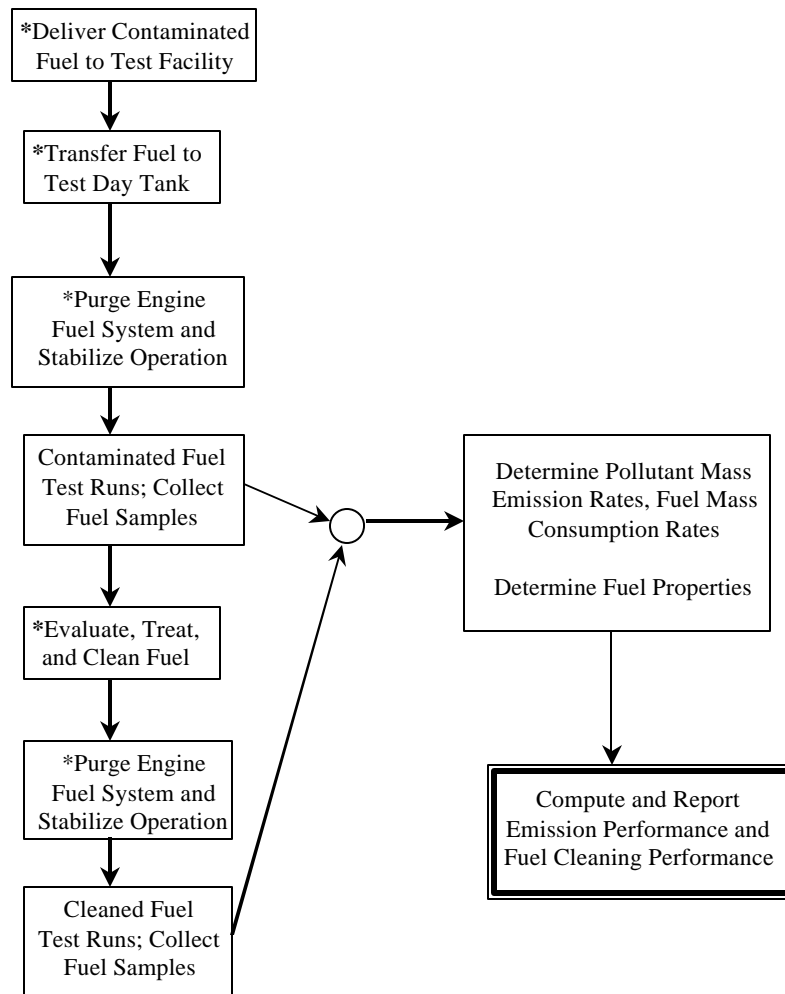 *Deliver Contaminated
Fuel to Test Facility
*Transfer Fuel to
Test Day Tank
*Purge Engine
Fuel System and
Stabilize Operation
Contaminated Fuel
Test Runs; Collect
Fuel Samples
*Evaluate, Treat,
and Clean Fuel
*Purge Engine
Fuel System and
Stabilize Operation
Cleaned Fuel
Test Runs; Collect
Fuel Samples
Determine Pollutant Mass
Emission Rates, Fuel Mass
Consumption Rates
Determine Fuel Properties
Compute and Report
Emission Performance and
Fuel Cleaning Performance